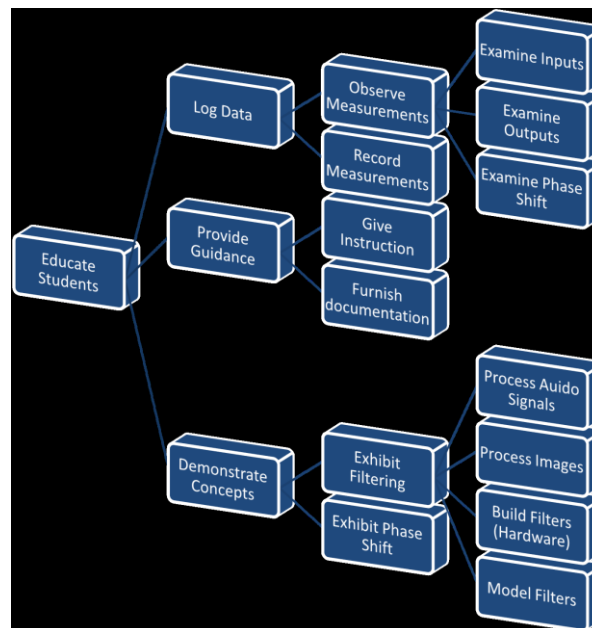 Examine Inputs
Log Data
Observe
Measurements
Examine
Outputs
Record
Measurements
Examine Phase
Shift
Educate
Students
Provide
Guidance
Give
Instruction
Furnish
documentation
Process Auido
Signals
Demonstrate
Concepts
Exhibit
Filtering
Process Images
Exhibit Phase
Shift
Build Filters
(Hardware)
Model Filters